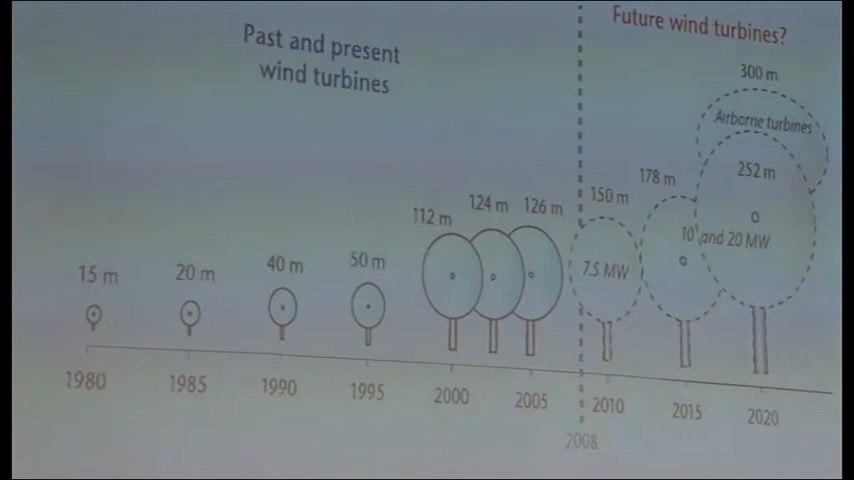 Past and present
wind turbines
Future wind turbines?
300 m
Airborne turbines
252 m
178 m
150 m
10 and 20 MW
7.5 MW
112 m
124 m
126 m
15 m
20 m
40 m
50 m
1980
1985
1990
1995
2000
2005
2010
2015
2020
2008